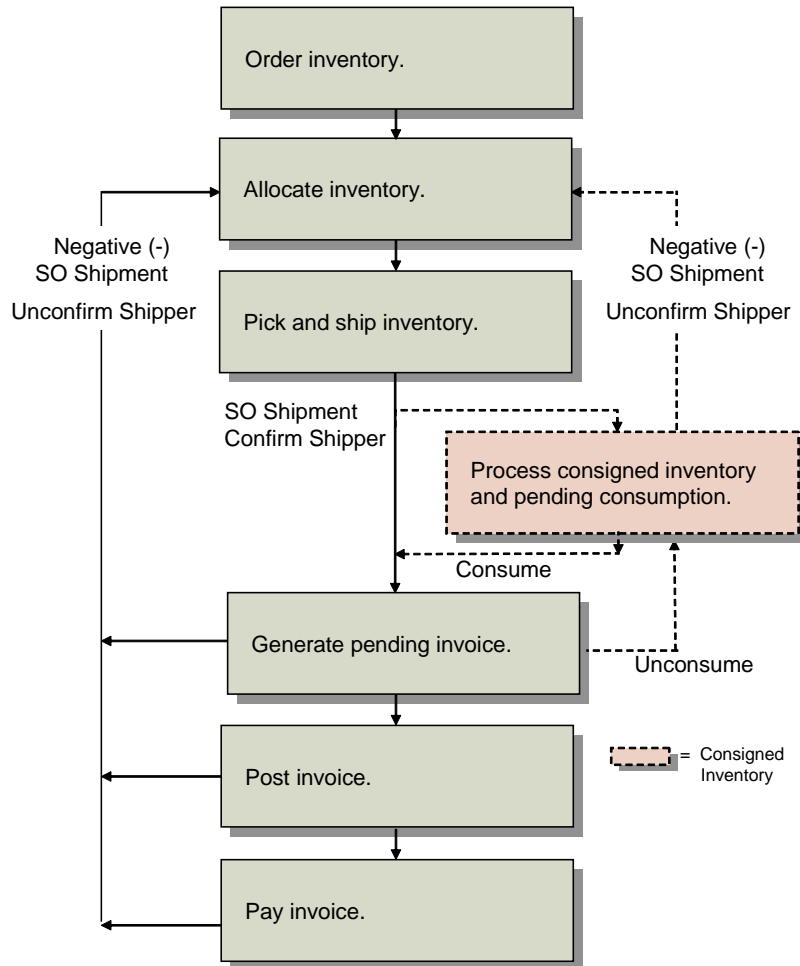 Order inventory.
Allocate inventory.
Negative (-)
SO Shipment
Unconfirm Shipper
Negative (-)
SO Shipment
Unconfirm Shipper
Pick and ship inventory.
SO Shipment
Confirm Shipper
Process consigned inventory
and pending consumption.
Consume
Generate pending invoice.
Unconsume
Post invoice.
= Consigned
Inventory
Pay invoice.